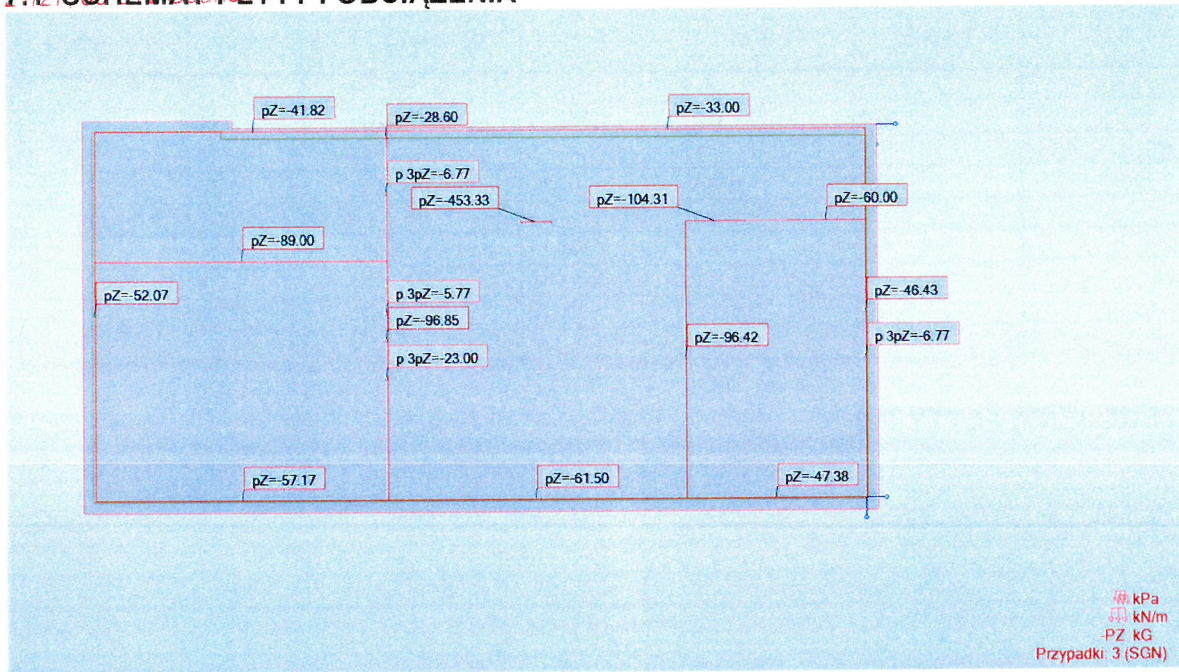 pZ=-41.82
pZ=-28.60
pZ=-33.00
p 3pZ=-6.77
pZ=-453.33
pZ=-104.31
pZ=-60.00
pZ=-89.00
pZ=-52.07
p 3pZ=-5.77
pZ=-46.43
pZ=-96.85
pZ=-96.42
p 3pZ=-6.77
p 3pZ=-23.00
pZ=-57.17
pZ=-61.50
pZ=-47.38
kPa
kN/m
-PZ kG
Przypadki: 3 (SGN)